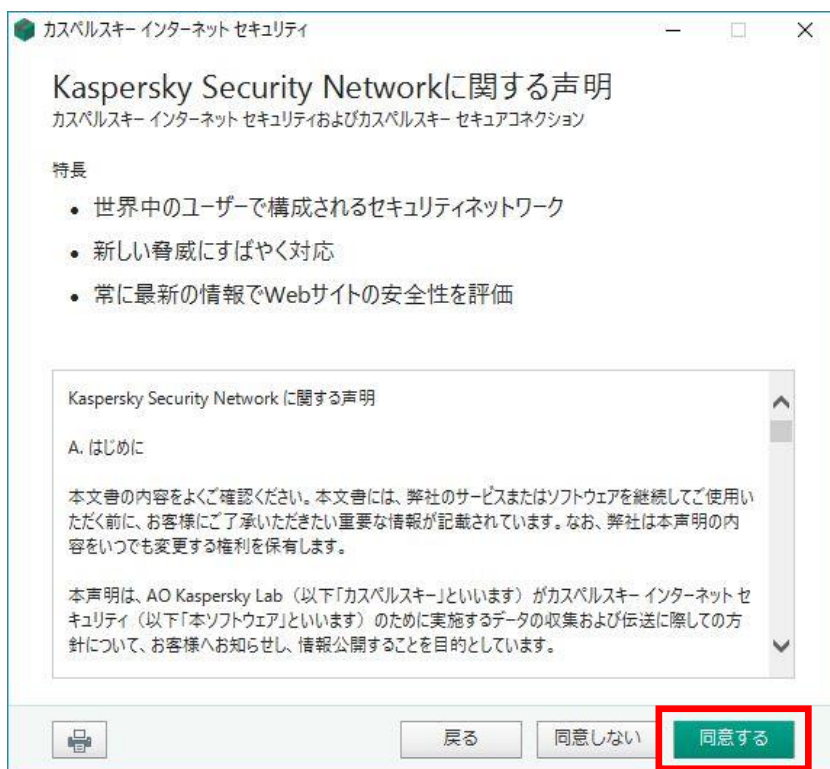 カスペルスキー インターネット セキュリティ
Kaspersky Security Networkに関する声明
カスペルスキー インターネット セキュリティおよびカスペルスキー セキュアコネクション
特長
• 世界中のユーザーで構成されるセキュリティネットワーク
• 新しい脅威にすばやく対応
• 常に最新の情報でWebサイトの安全性を評価
Kaspersky Security Network に関する声明
A. はじめに
本文書の内容をよくご確認ください。本文書には、弊社のサービスまたはソフトウェアを継続してご使用い
ただく前に、お客様にご了承いただきたい重要な情報が記載されています。なお、弊社は本声明の内
容をいつでも変更する権利を保有します。
本声明は、AO Kaspersky Lab（以下「カスペルスキー」といいます）がカスペルスキー インターネット セ
キュリティ（以下「本ソフトウェア」といいます）のために実施するデータの収集および伝送に際しての方
針について、お客様へお知らせし、情報公開することを目的としています。
戻る 同意しない 同意する